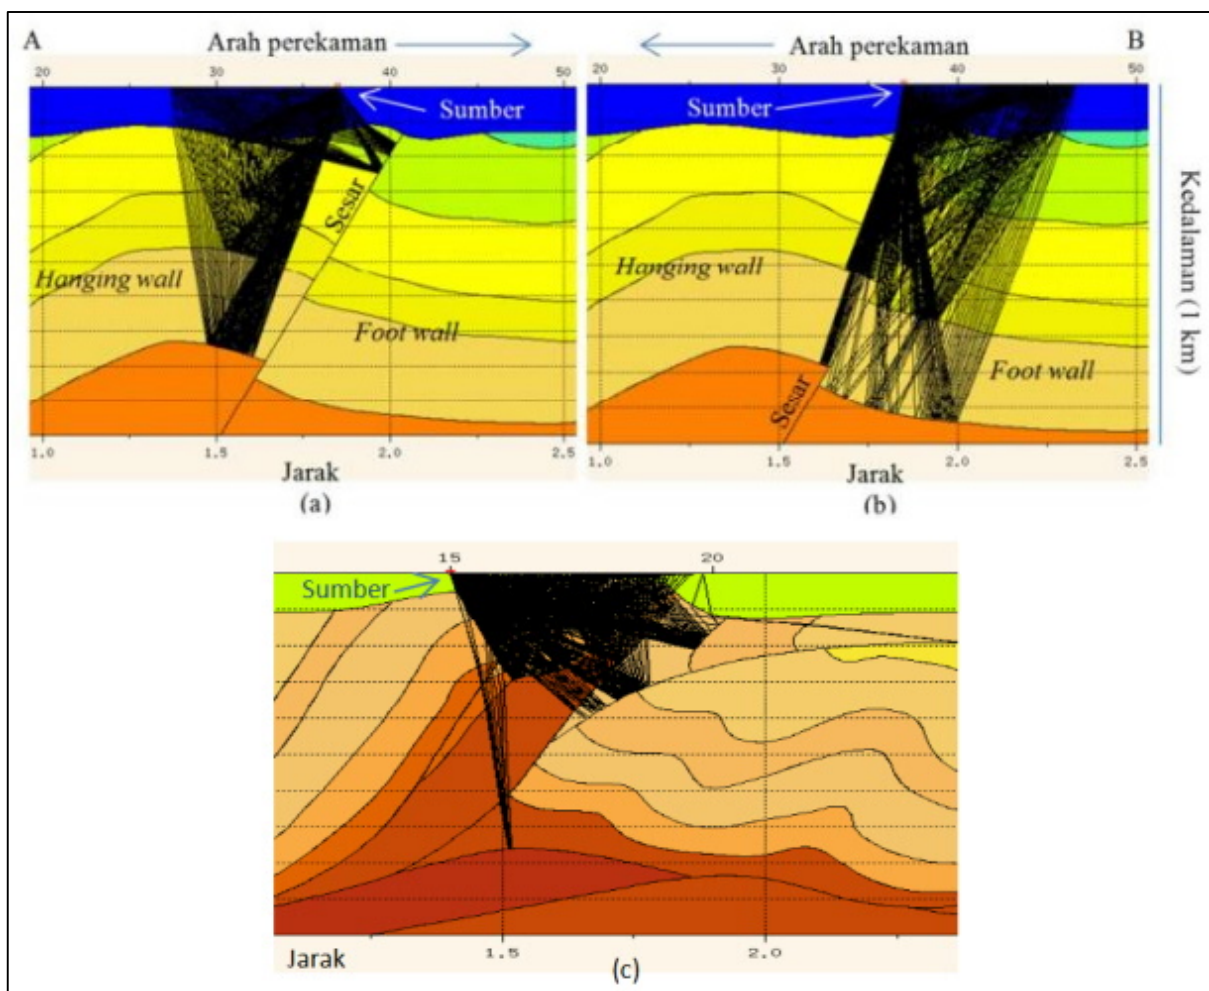 A Arah perekaman
20 30 40 50
Sumber
Sesar
Hanging wall
Foot wall
1.0 1.5 2.0 2.5
Jarak
(a)
Arah perekaman B
20 30 40 50
Sumber
Hanging wall
Foot wall
Sesar
1.0 1.5 2.0 2.5
Jarak
(b)
Kedalaman (1 km)
15 20
Sumber
1.5 2.0
Jarak
(c)